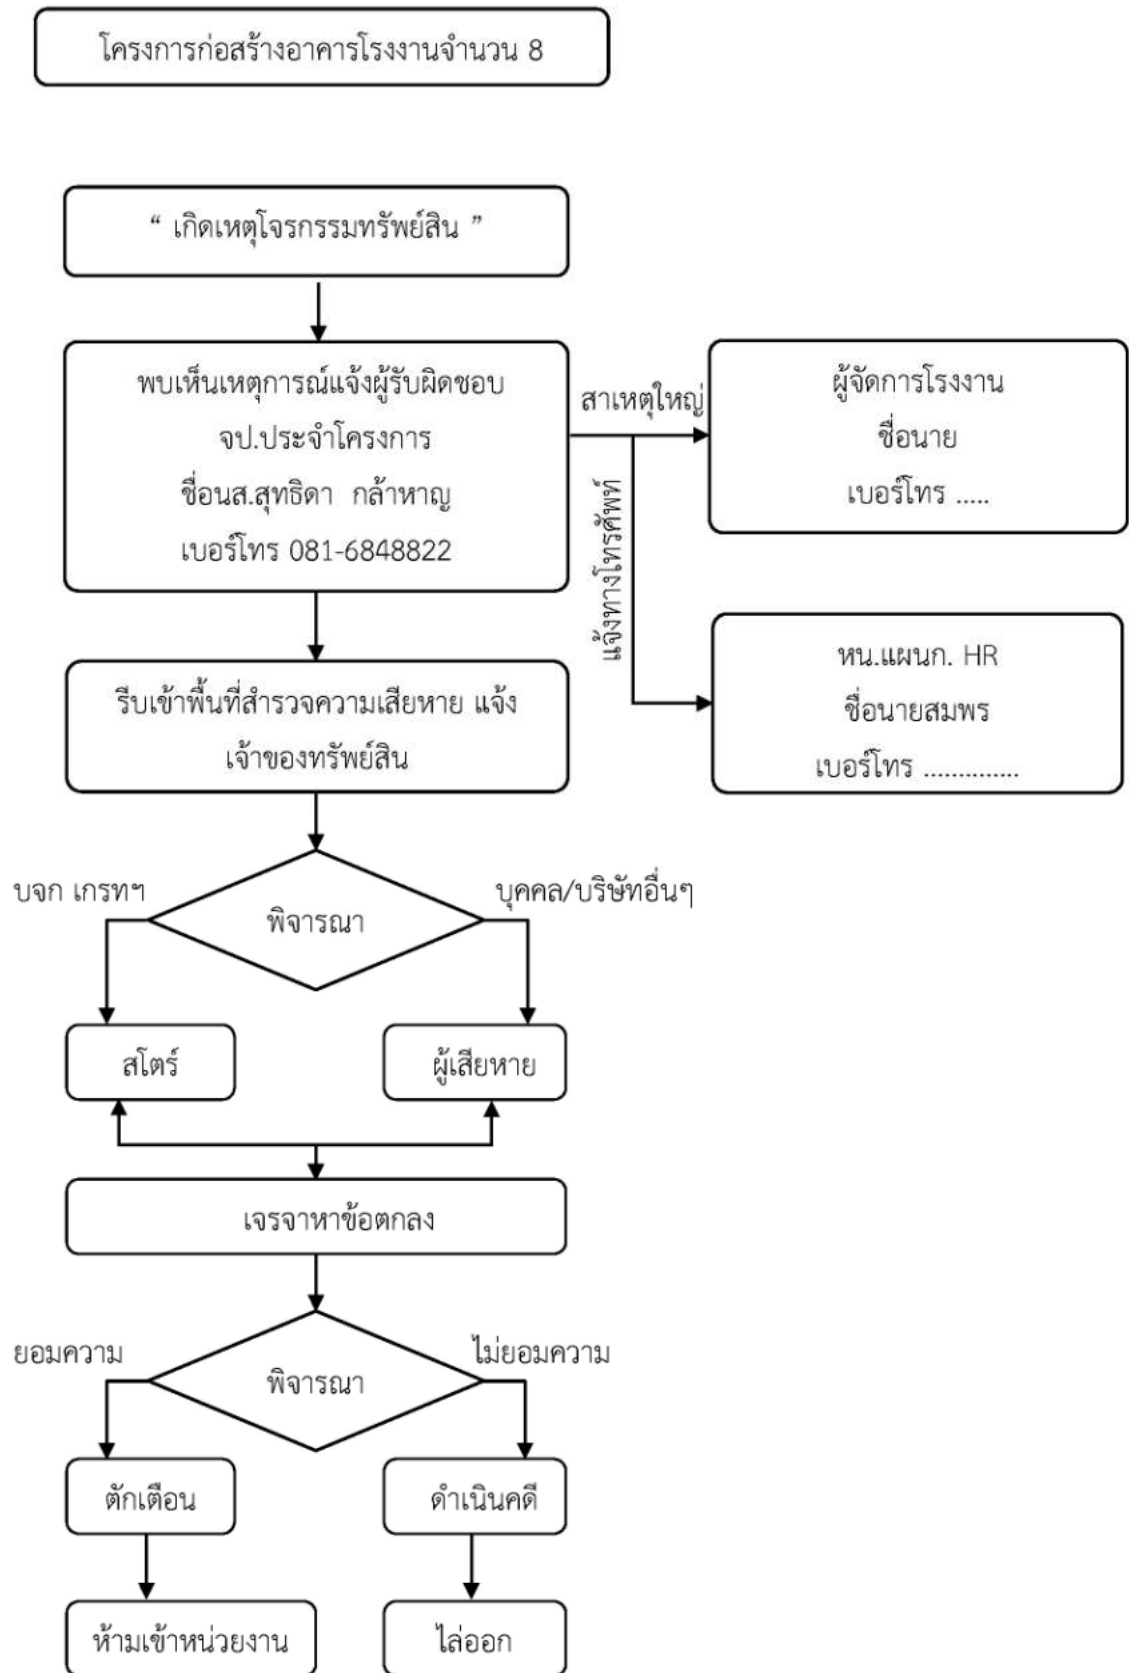 โครงการก่อสร้างอาคารโรงงานจำนวน 8
“ เกิดเหตุโจรกรรมทรัพย์สิน ”
พบเห็นเหตุการณ์แจ้งผู้รับผิดชอบ
จป.ประจำโครงการ
ชื่อนส.สุทธิดา กล้าหาญ
เบอร์โทร 081-6848822
สาเหตุใหญ่
แจ้งทางโทรศัพท์
ผู้จัดการโรงงาน
ชื่อนาย
เบอร์โทร .....
หน.แผนก. HR
ชื่อนายสมพร
เบอร์โทร ..............
รีบเข้าพื้นที่สำรวจความเสียหาย แจ้ง
เจ้าของทรัพย์สิน
บจก เกรทฯ
พิจารณา
บุคคล/บริษัทอื่นๆ
สโตร์
ผู้เสียหาย
เจรจาหาข้อตกลง
ยอมความ
พิจารณา
ไม่ยอมความ
ตักเตือน
ดำเนินคดี
ห้ามเข้าหน่วยงาน
ไล่ออก